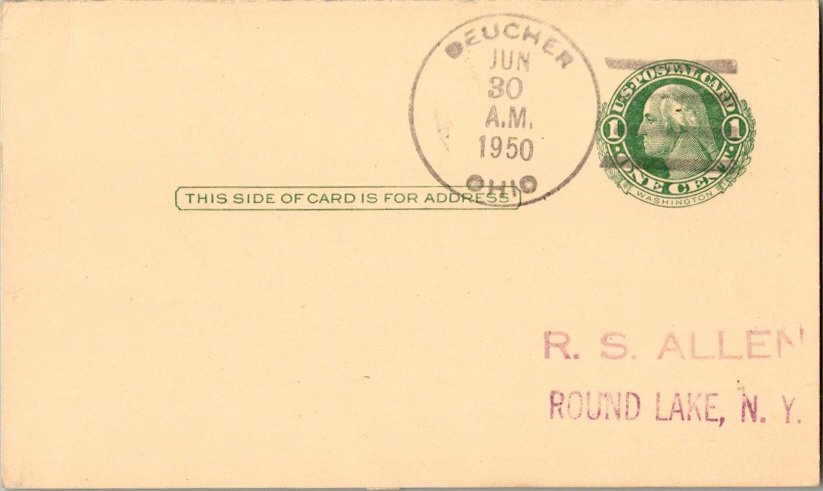 DEUCHER
JUN
30
A.M.
1950
OHIO
U.S. POSTAL CARD
1 1
ONE CENT
WASHINGTON
THIS SIDE OF CARD IS FOR ADDRESS
R. S. ALLEN
ROUND LAKE, N. Y.